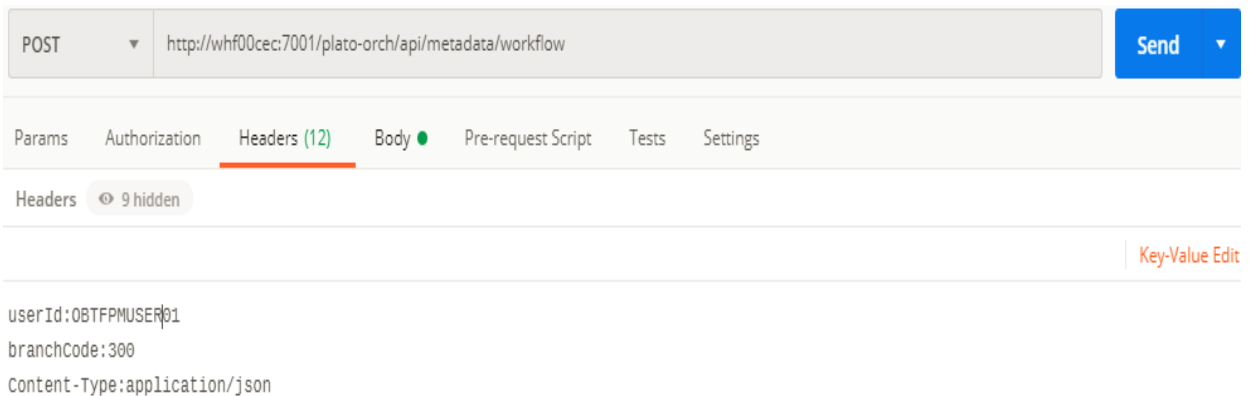 POST http://whf00cec:7001/plato-orch/api/metadata/workflow Send
Params Authorization Headers (12) Body Pre-request Script Tests Settings
Headers 9 hidden
Key-Value Edit
userId:OBTFPMUSER01
branchCode:300
Content-Type:application/json